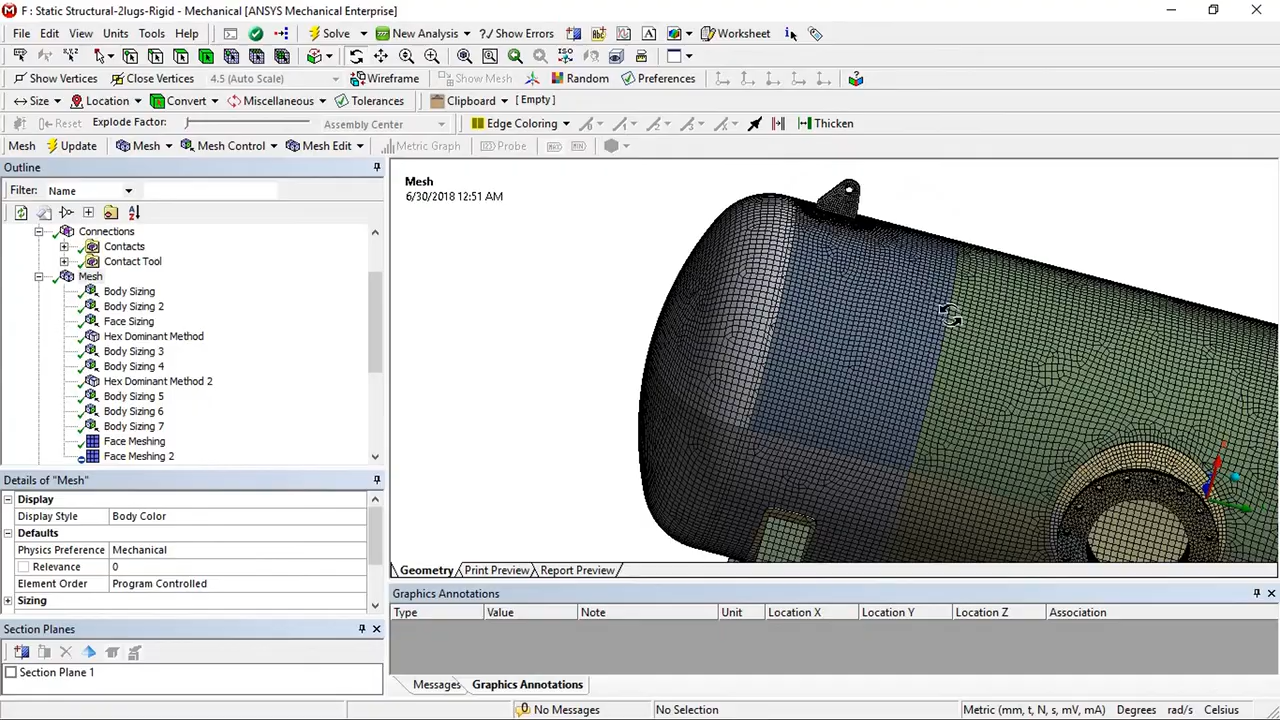 F : Static Structural-2lugs-Rigid - Mechanical [ANSYS Mechanical Enterprise]
File Edit View Units Tools Help Solve New Analysis ?/ Show Errors Worksheet
Show Vertices Close Vertices 4.5 (Auto Scale) Wireframe Show Mesh Random Preferences
Size Location Convert Miscellaneous Tolerances Clipboard [ Empty ]
Reset Explode Factor: Assembly Center Edge Coloring Thicken
Mesh Update Mesh Mesh Control Mesh Edit Metric Graph Probe
Outline
Filter: Name
Connections
Contacts
Contact Tool
Mesh
Body Sizing
Body Sizing 2
Face Sizing
Hex Dominant Method
Body Sizing 3
Body Sizing 4
Hex Dominant Method 2
Body Sizing 5
Body Sizing 6
Body Sizing 7
Face Meshing
Face Meshing 2
Details of "Mesh"
Display
Display Style Body Color
Defaults
Physics Preference Mechanical
Relevance 0
Element Order Program Controlled
Sizing
Section Planes
Section Plane 1
Mesh
6/30/2018 12:51 AM
Geometry Print Preview Report Preview
Graphics Annotations
Type Value Note Unit Location X Location Y Location Z Association
Messages Graphics Annotations
0 No Messages No Selection Metric (mm, t, N, s, mV, mA) Degrees rad/s Celsius